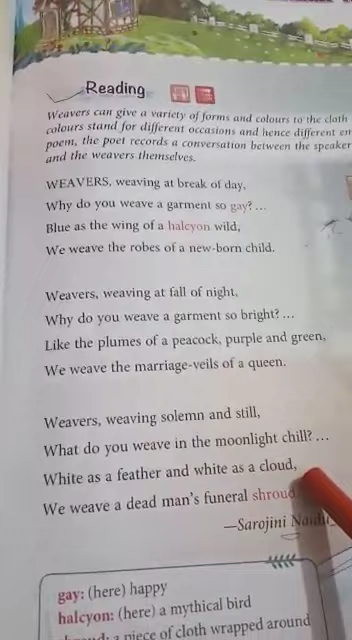 Reading
Weavers can give a variety of forms and colours to the cloth
colours stand for different occasions and hence different
poem, the poet records a conversation between the speaker
and the weavers themselves.
WEAVERS, weaving at break of day,
Why do you weave a garment so gay? ...
Blue as the wing of a halcyon wild,
We weave the robes of a new-born child.
Weavers, weaving at fall of night,
Why do you weave a garment so bright? ...
Like the plumes of a peacock, purple and green,
We weave the marriage-veils of a queen.
Weavers, weaving solemn and still,
What do you weave in the moonlight chill? ...
White as a feather and white as a cloud,
We weave a dead man's funeral shroud
—Sarojini Naidu
gay: (here) happy
halcyon: (here) a mythical bird
shroud: a piece of cloth wrapped around